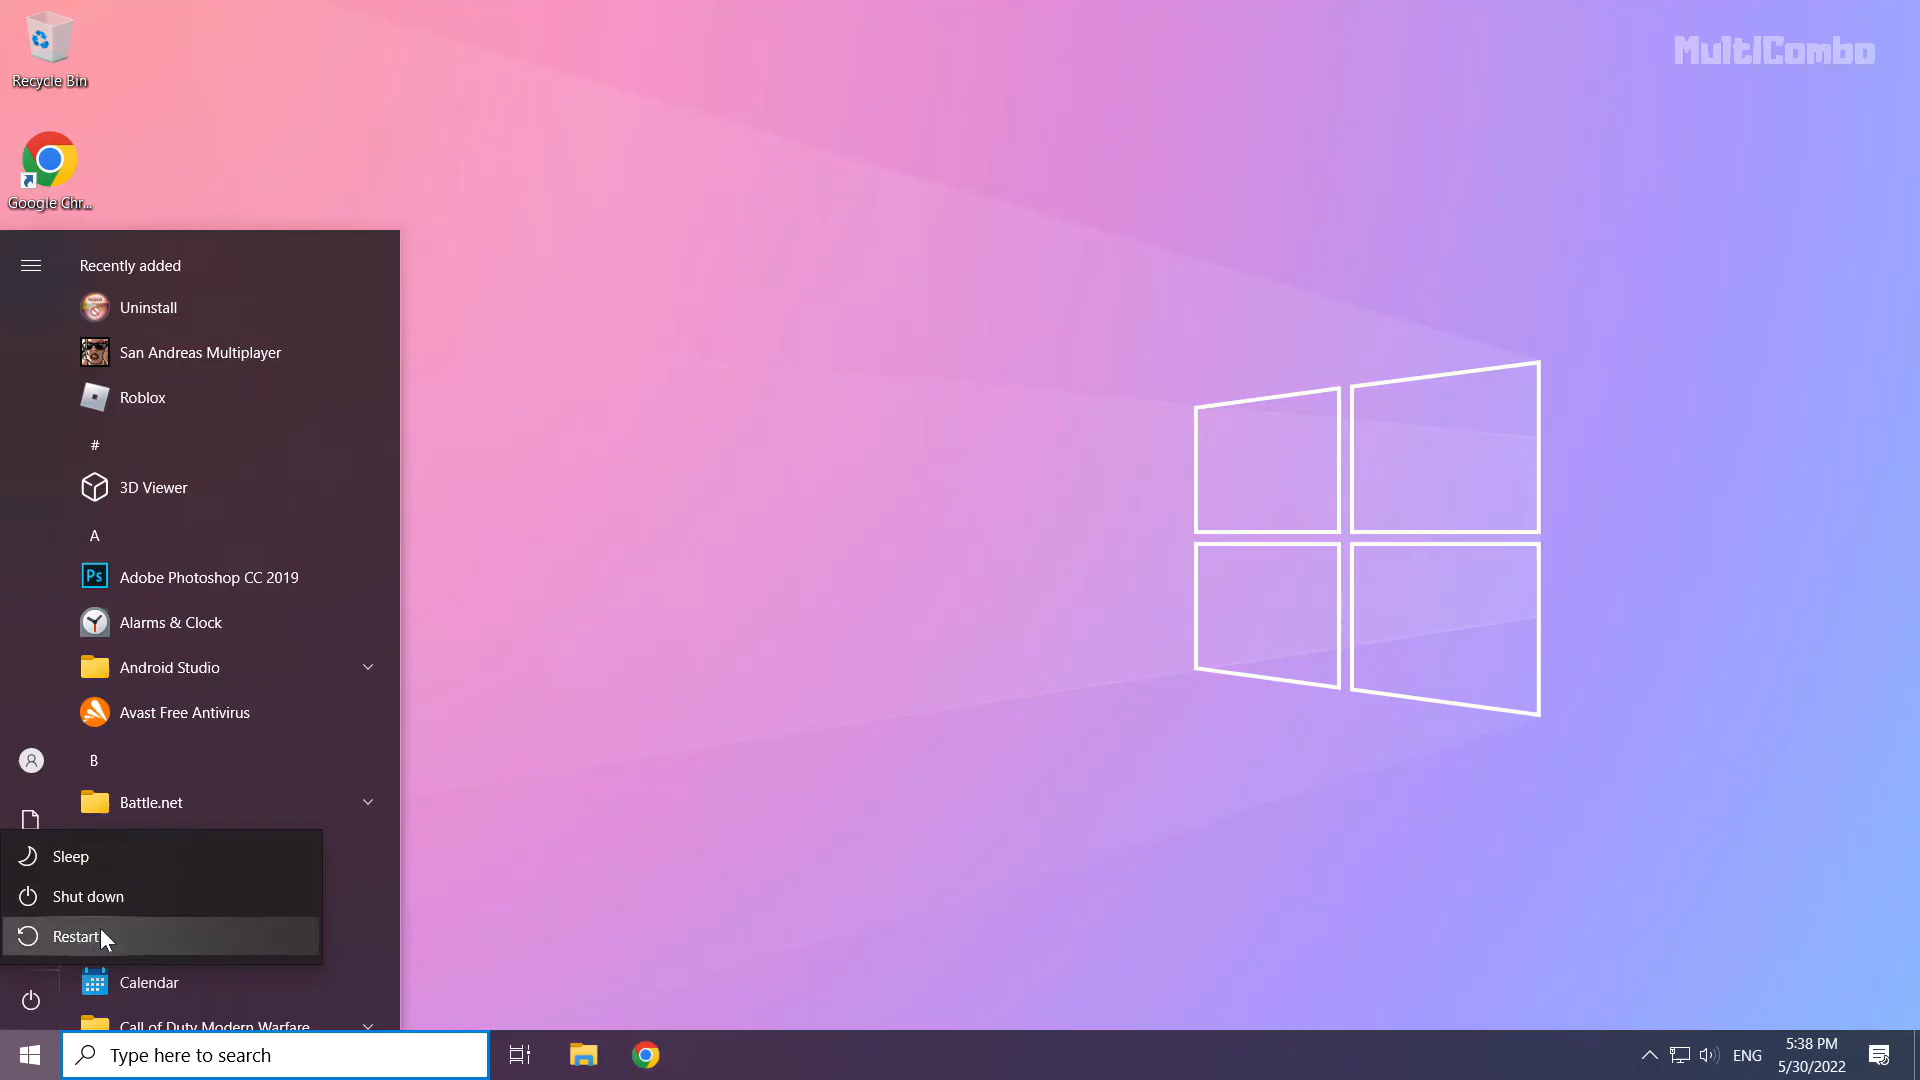 MultiCombo
Recycle Bin
Google Chr...
Recently added
Uninstall
San Andreas Multiplayer
Roblox
#
3D Viewer
A
Ps
Adobe Photoshop CC 2019
Alarms & Clock
Android Studio
Avast Free Antivirus
B
Battle.net
Sleep
Shut down
Restart
Calendar
Call of Duty Modern Warfare
Type here to search
ENG
5:38 PM
5/30/2022